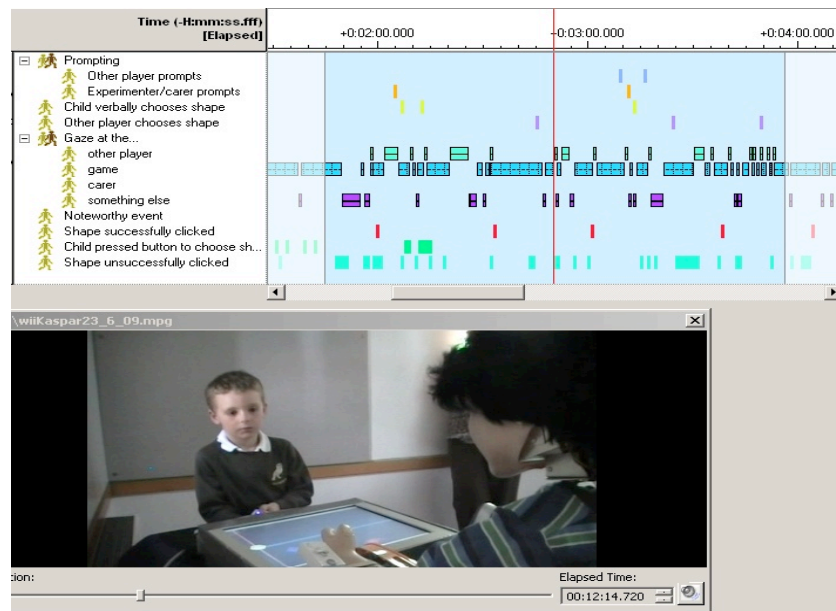 Time (-H:mm:ss.fff)
[Elapsed]
+0:02:00.000
-0:03:00.000
+0:04:00.000
Prompting
Other player prompts
Experimenter/carer prompts
Child verbally chooses shape
Other player chooses shape
Gaze at the...
other player
game
carer
something else
Noteworthy event
Shape successfully clicked
Child pressed button to choose sh...
Shape unsuccessfully clicked
\wiiKaspar23_6_09.mpg
ion:
Elapsed Time:
00:12:14.720